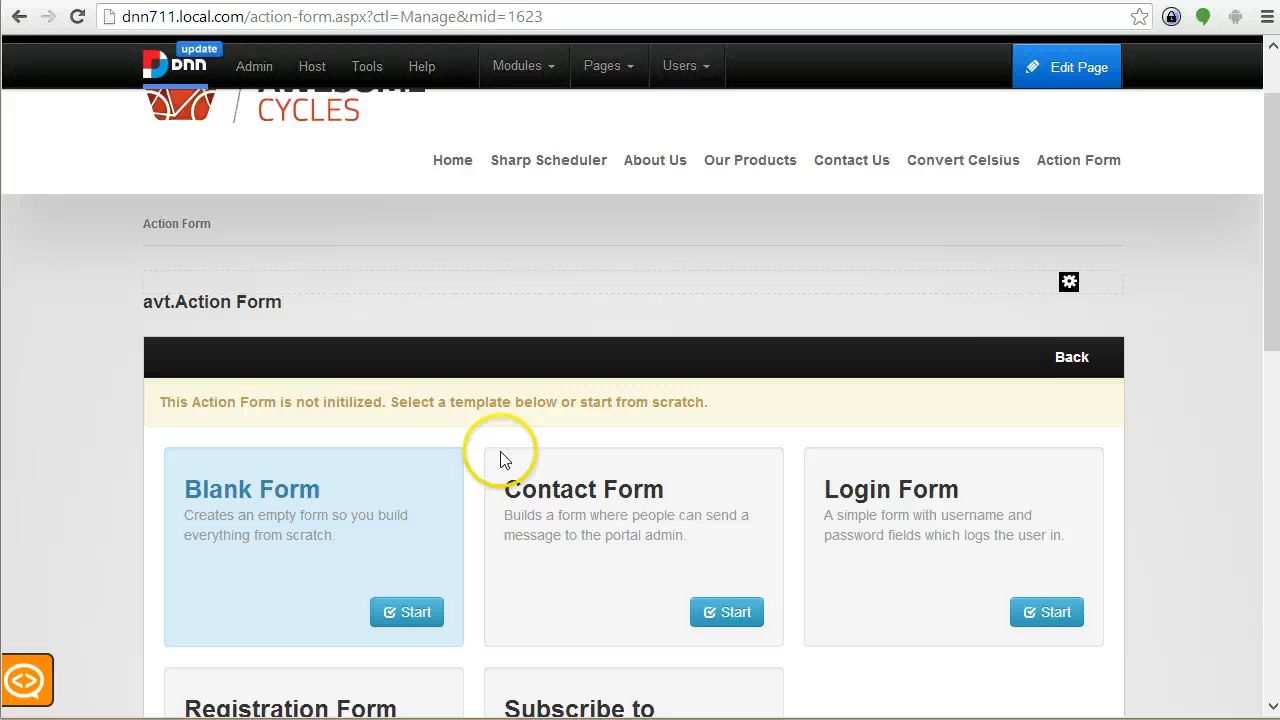 dnn711.local.com/action-form.aspx?ctl=Manage&mid=1623
update
DNN
Admin Host Tools Help Modules Pages Users Edit Page
AWESOME
CYCLES
Home Sharp Scheduler About Us Our Products Contact Us Convert Celsius Action Form
Action Form
avt.Action Form
Back
This Action Form is not initilized. Select a template below or start from scratch.
Blank Form
Creates an empty form so you build
everything from scratch.
Start
Contact Form
Builds a form where people can send a
message to the portal admin.
Start
Login Form
A simple form with username and
password fields which logs the user in.
Start
Registration Form
Subscribe to